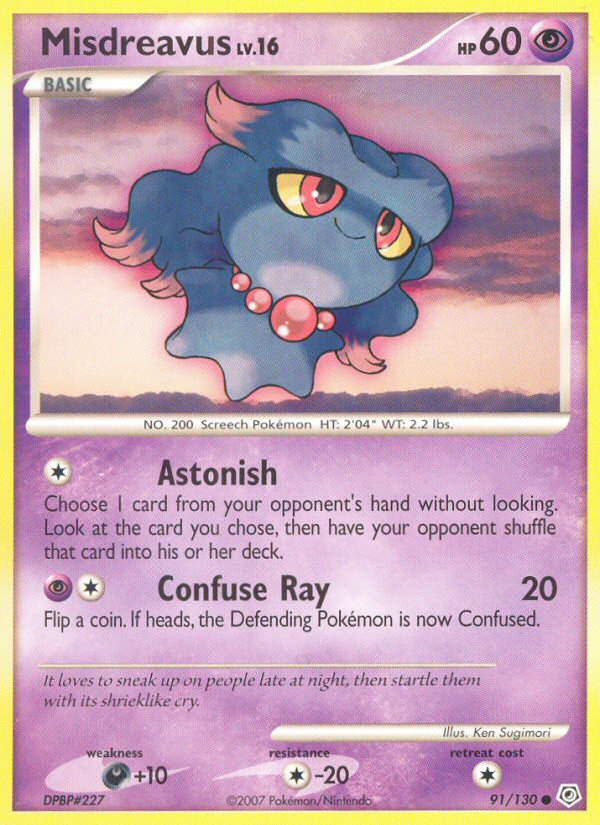 Misdreavus LV.16 HP 60
BASIC
NO. 200 Screech Pokémon HT: 2'04" WT: 2.2 lbs.
Astonish
Choose 1 card from your opponent's hand without looking.
Look at the card you chose, then have your opponent shuffle
that card into his or her deck.
Confuse Ray 20
Flip a coin. If heads, the Defending Pokémon is now Confused.
It loves to sneak up on people late at night, then startle them
with its shrieklike cry.
Illus. Ken Sugimori
weakness resistance retreat cost
+10 -20
DPBP#227 ©2007 Pokémon/Nintendo 91/130